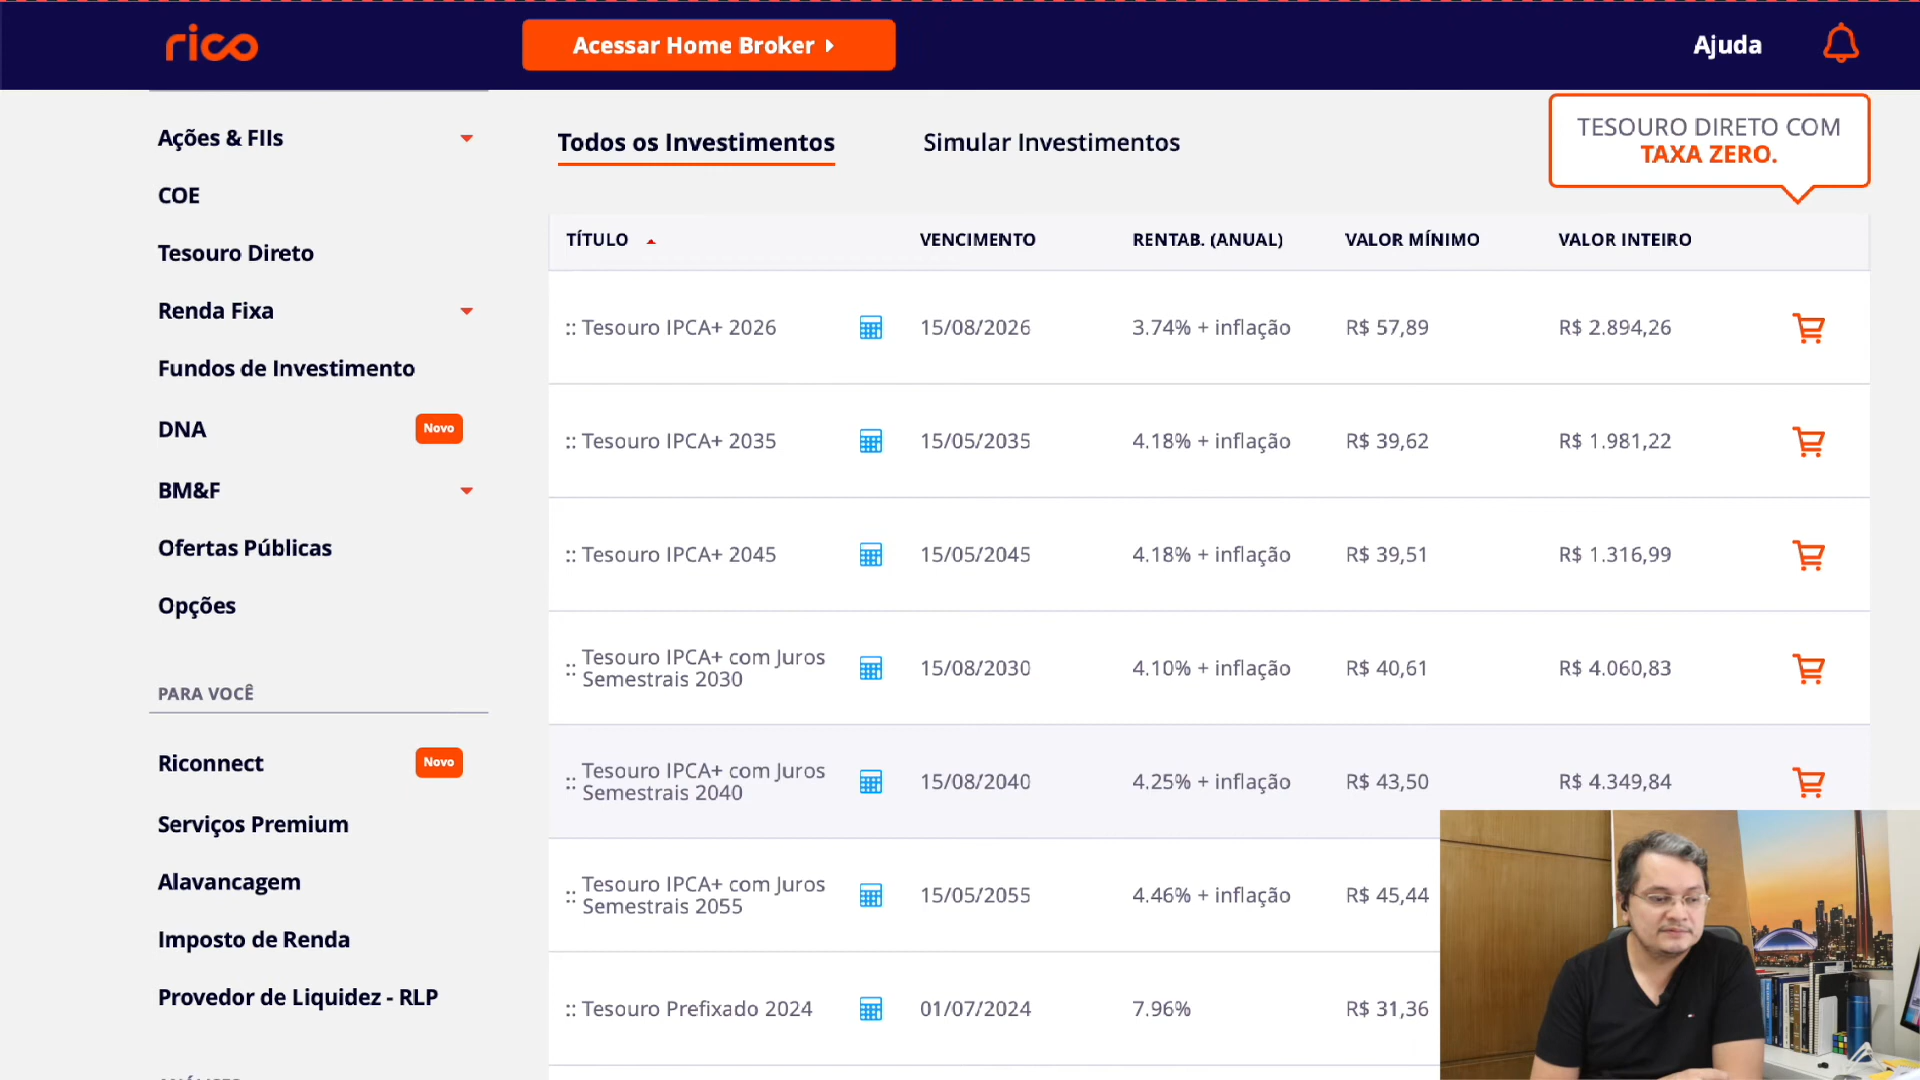 rico
Acessar Home Broker
Ajuda
Ações & FIIs
COE
Tesouro Direto
Renda Fixa
Fundos de Investimento
DNA Novo
BM&F
Ofertas Públicas
Opções
PARA VOCÊ
Riconnect Novo
Serviços Premium
Alavancagem
Imposto de Renda
Provedor de Liquidez - RLP
Todos os Investimentos
Simular Investimentos
TESOURO DIRETO COM
TAXA ZERO.
TÍTULO VENCIMENTO RENTAB. (ANUAL) VALOR MÍNIMO VALOR INTEIRO
:: Tesouro IPCA+ 2026 15/08/2026 3.74% + inflação R$ 57,89 R$ 2.894,26
:: Tesouro IPCA+ 2035 15/05/2035 4.18% + inflação R$ 39,62 R$ 1.981,22
:: Tesouro IPCA+ 2045 15/05/2045 4.18% + inflação R$ 39,51 R$ 1.316,99
:: Tesouro IPCA+ com Juros
Semestrais 2030 15/08/2030 4.10% + inflação R$ 40,61 R$ 4.060,83
:: Tesouro IPCA+ com Juros
Semestrais 2040 15/08/2040 4.25% + inflação R$ 43,50 R$ 4.349,84
:: Tesouro IPCA+ com Juros
Semestrais 2055 15/05/2055 4.46% + inflação R$ 45,44
:: Tesouro Prefixado 2024 01/07/2024 7.96% R$ 31,36